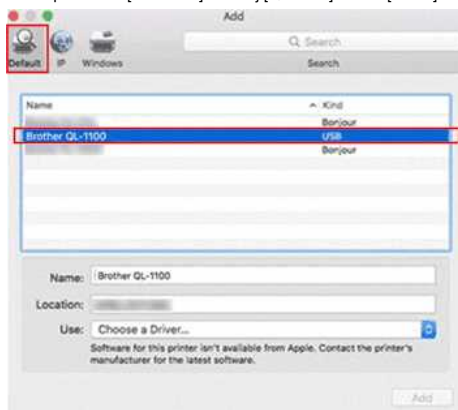 Add
Search
Default IP Windows Search
Name Kind
Bonjour
Brother QL-1100 USB
Bonjour
Name: Brother QL-1100
Location:
Use: Choose a Driver...
Software for this printer isn't available from Apple. Contact the printer's
manufacturer for the latest software.
Add